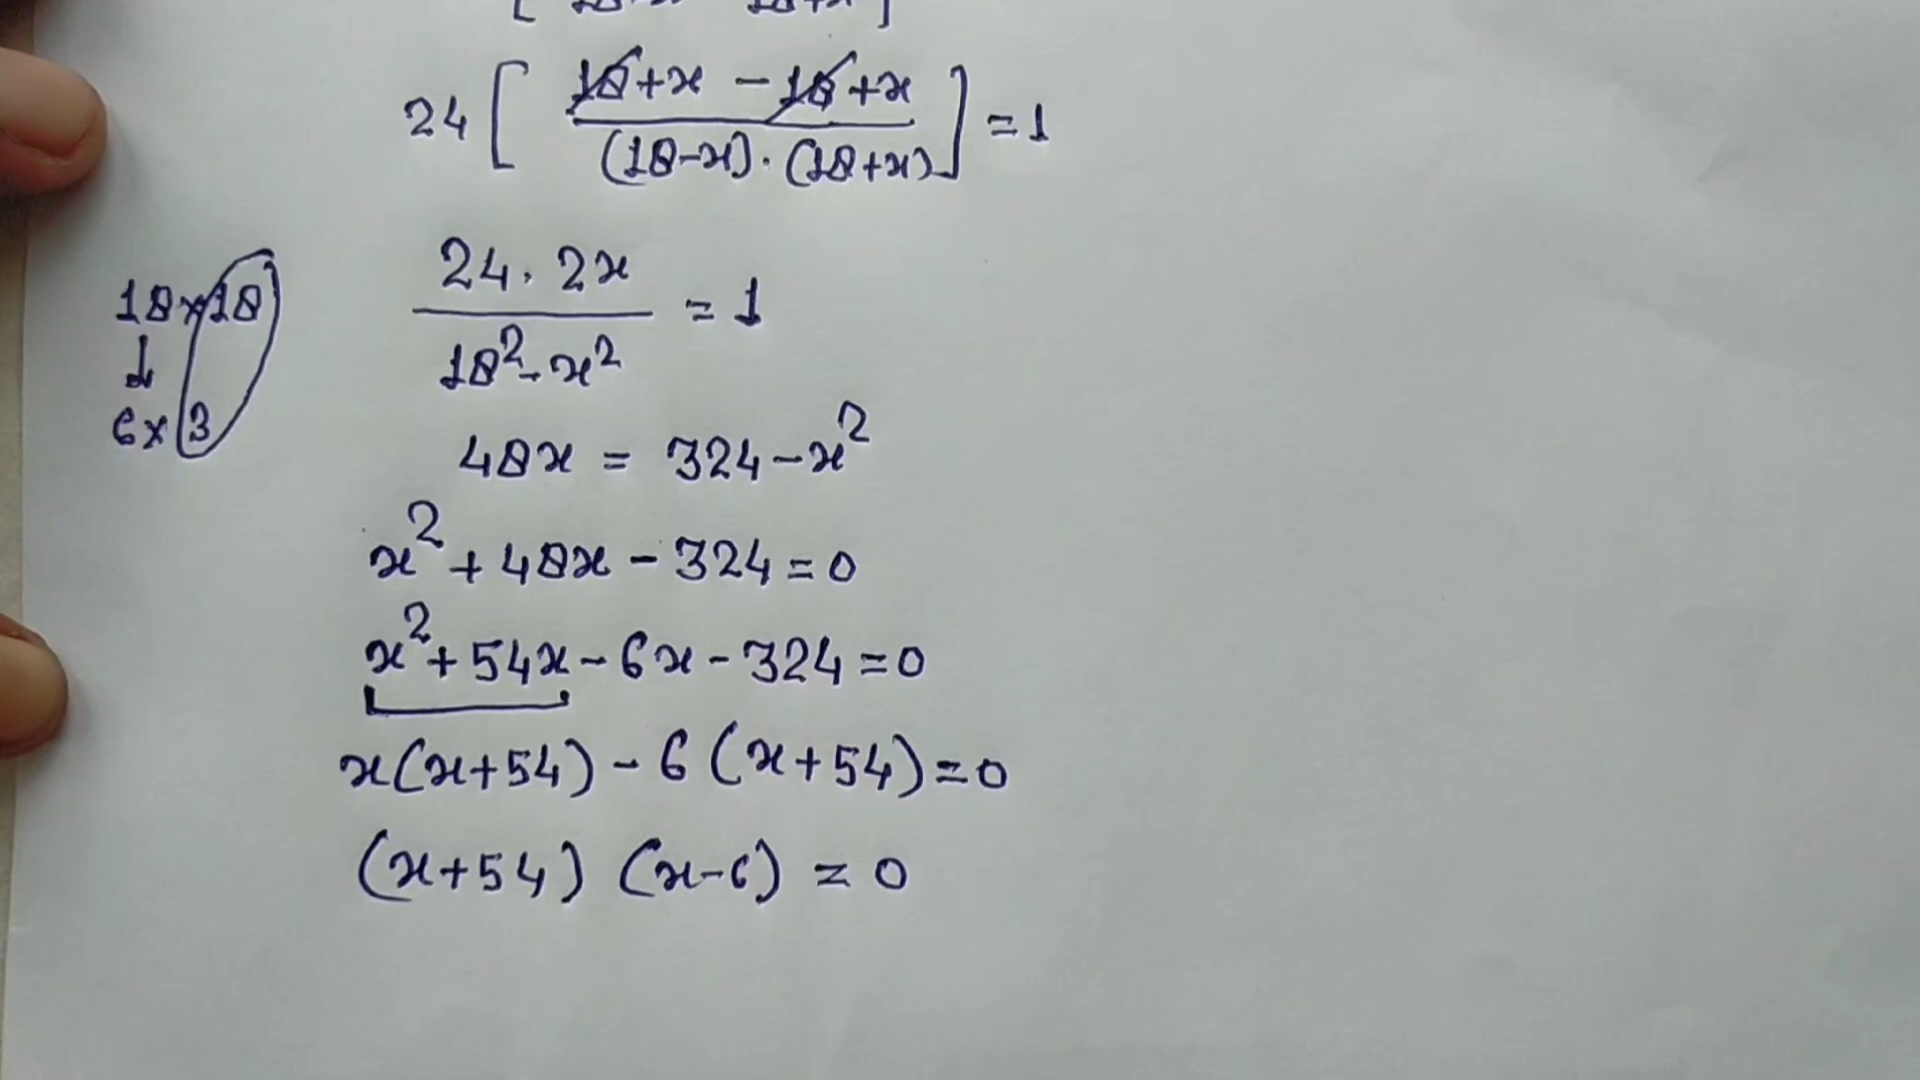 24 [ (18+x - 18+x) / ((18-x)·(18+x)) ] = 1
24 · 2x / (18² - x²) = 1
18×18
↓
6×3
48x = 324 - x²
x² + 48x - 324 = 0
x² + 54x - 6x - 324 = 0
x(x+54) - 6(x+54) = 0
(x+54) (x-6) = 0